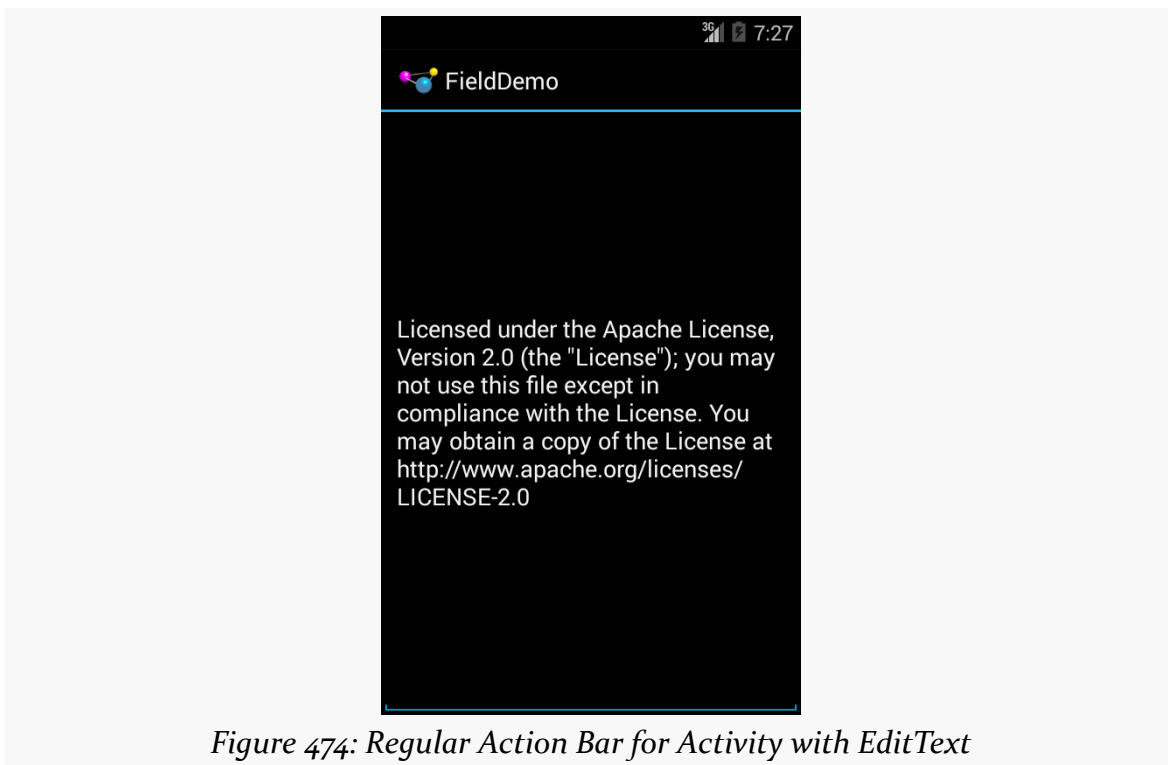 3G 7:27
FieldDemo
Licensed under the Apache License,
Version 2.0 (the "License"); you may
not use this file except in
compliance with the License. You
may obtain a copy of the License at
http://www.apache.org/licenses/
LICENSE-2.0
Figure 474: Regular Action Bar for Activity with EditText